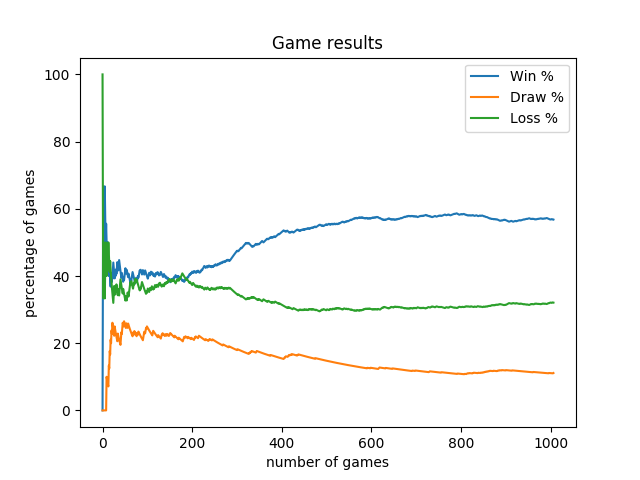 Game results
Win %
Draw %
Loss %
percentage of games
100
80
60
40
20
0
0 200 400 600 800 1000
number of games